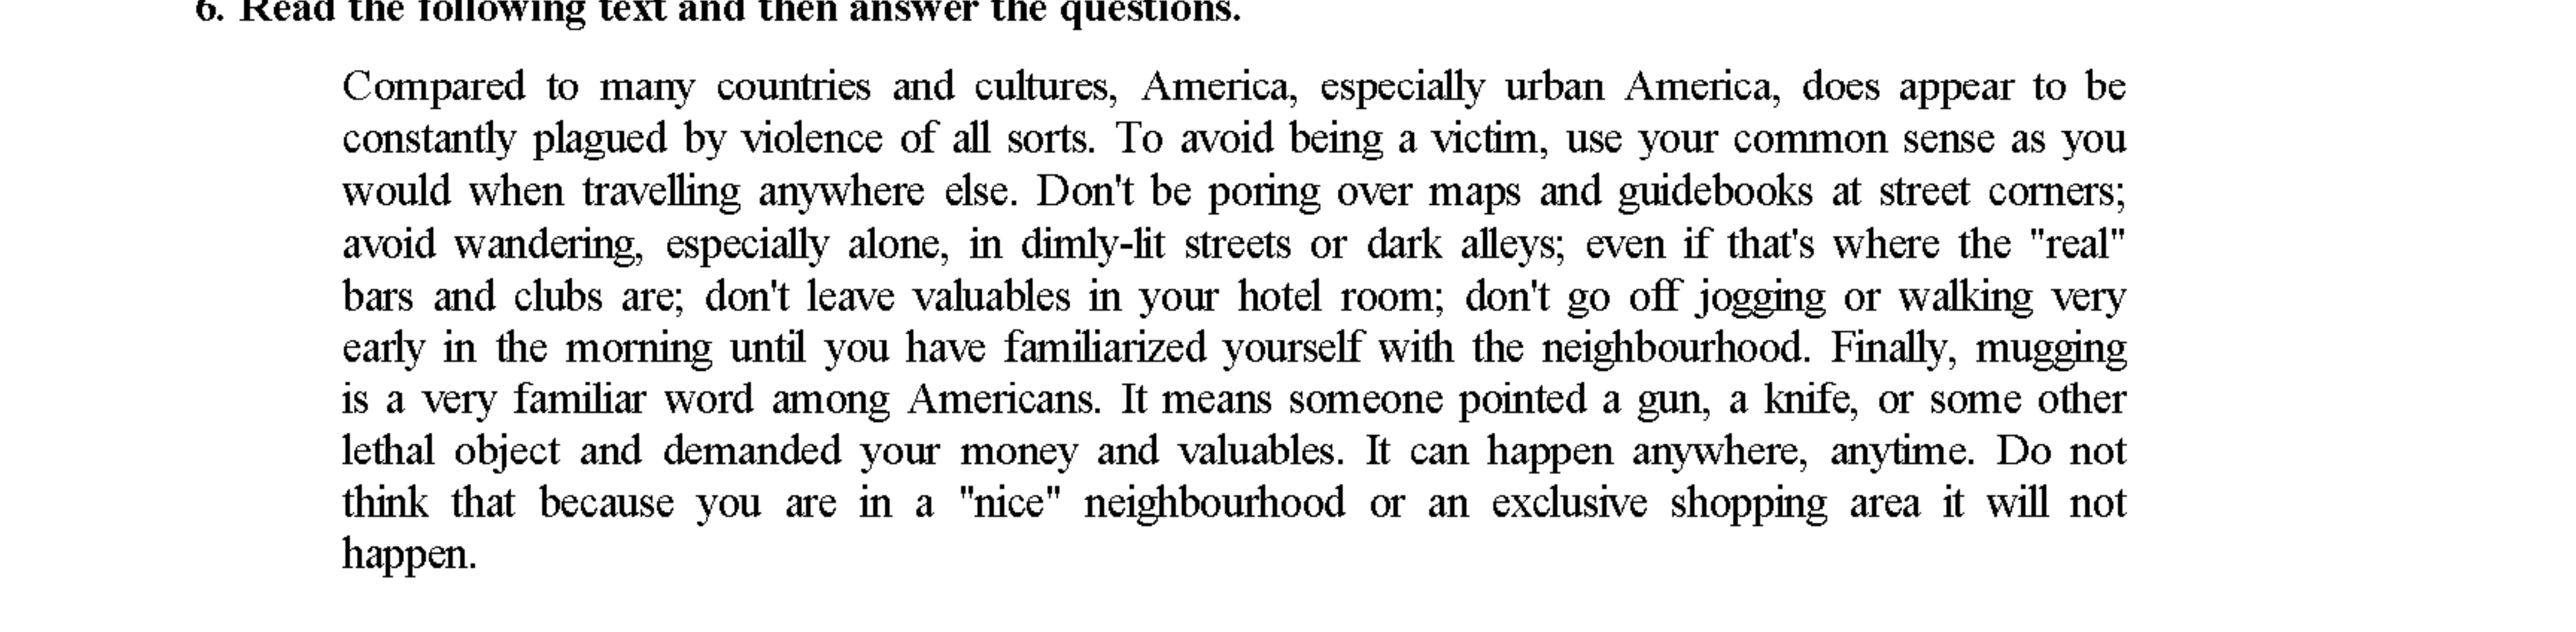 6. Read the following text and then answer the questions.
Compared to many countries and cultures, America, especially urban America, does appear to be
constantly plagued by violence of all sorts. To avoid being a victim, use your common sense as you
would when travelling anywhere else. Don't be poring over maps and guidebooks at street corners;
avoid wandering, especially alone, in dimly-lit streets or dark alleys; even if that's where the "real"
bars and clubs are; don't leave valuables in your hotel room; don't go off jogging or walking very
early in the morning until you have familiarized yourself with the neighbourhood. Finally, mugging
is a very familiar word among Americans. It means someone pointed a gun, a knife, or some other
lethal object and demanded your money and valuables. It can happen anywhere, anytime. Do not
think that because you are in a "nice" neighbourhood or an exclusive shopping area it will not
happen.